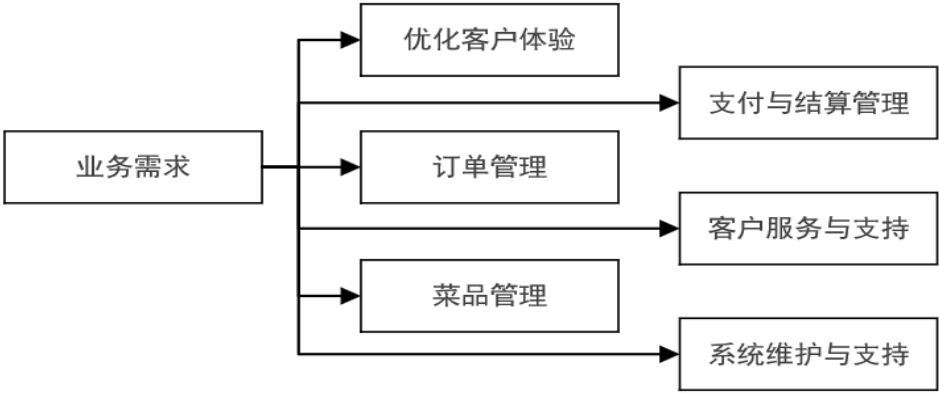 优化客户体验
支付与结算管理
业务需求
订单管理
客户服务与支持
菜品管理
系统维护与支持